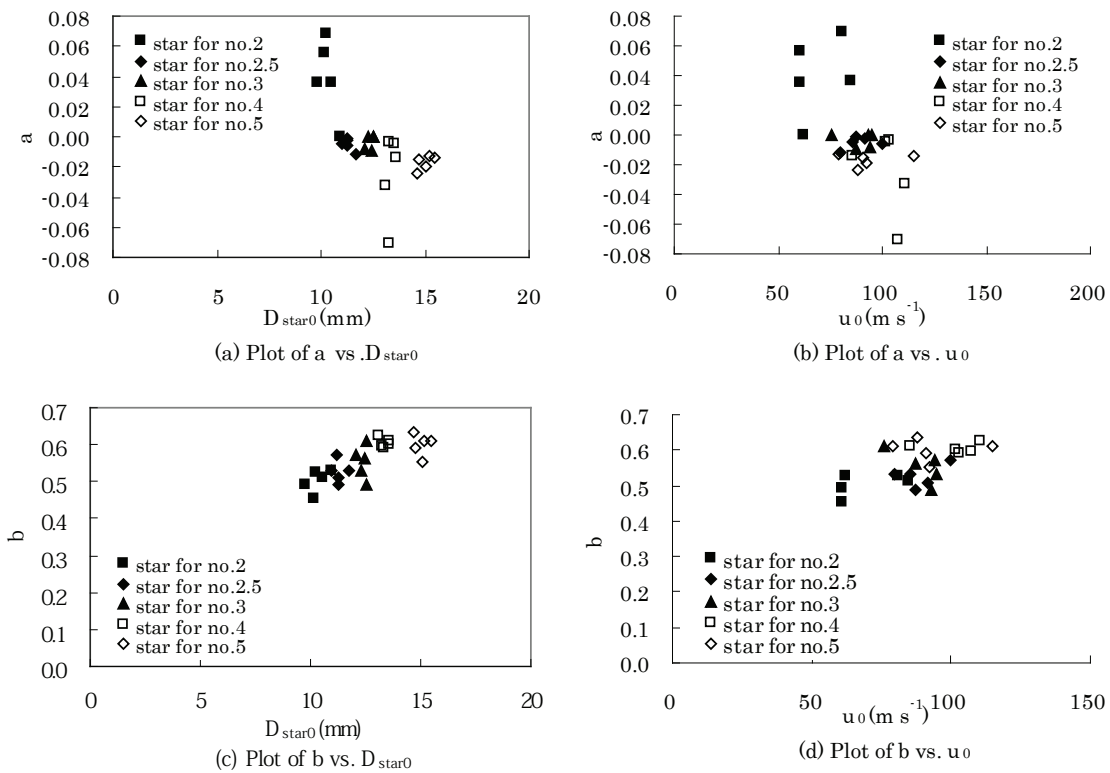 0.08
0.06
0.04
0.02
0.00
-0.02
-0.04
-0.06
-0.08
a
star for no.2
star for no.2.5
star for no.3
star for no.4
star for no.5
0 5 10 15 20
Dstar0 (mm)
(a) Plot of a vs .Dstar0
0.08
0.06
0.04
0.02
0.00
-0.02
-0.04
-0.06
-0.08
a
star for no.2
star for no.2.5
star for no.3
star for no.4
star for no.5
0 50 100 150 200
u0 (m s-1)
(b) Plot of a vs. u0
0.7
0.6
0.5
0.4
0.3
0.2
0.1
0.0
b
star for no.2
star for no.2.5
star for no.3
star for no.4
star for no.5
0 5 10 15 20
Dstar0 (mm)
(c) Plot of b vs. Dstar0
0.7
0.6
0.5
0.4
0.3
0.2
0.1
0.0
b
star for no.2
star for no.2.5
star for no.3
star for no.4
star for no.5
0 50 100 150
u0 (m s-1)
(d) Plot of b vs. u0